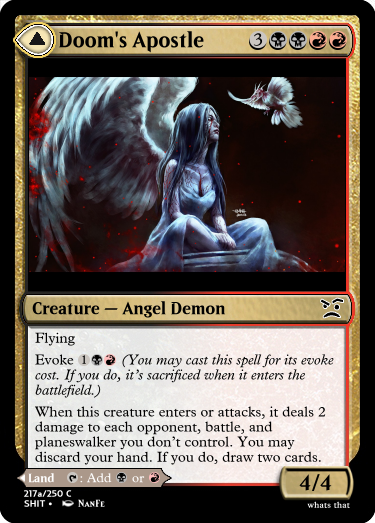 Doom's Apostle 3
Creature — Angel Demon
Flying
Evoke 1 (You may cast this spell for its evoke
cost. If you do, it's sacrificed when it enters the
battlefield.)
When this creature enters or attacks, it deals 2
damage to each opponent, battle, and
planeswalker you don't control. You may
discard your hand. If you do, draw two cards.
Land : Add or .
4/4
217a/250 C
SHIT • NanFe
whats that